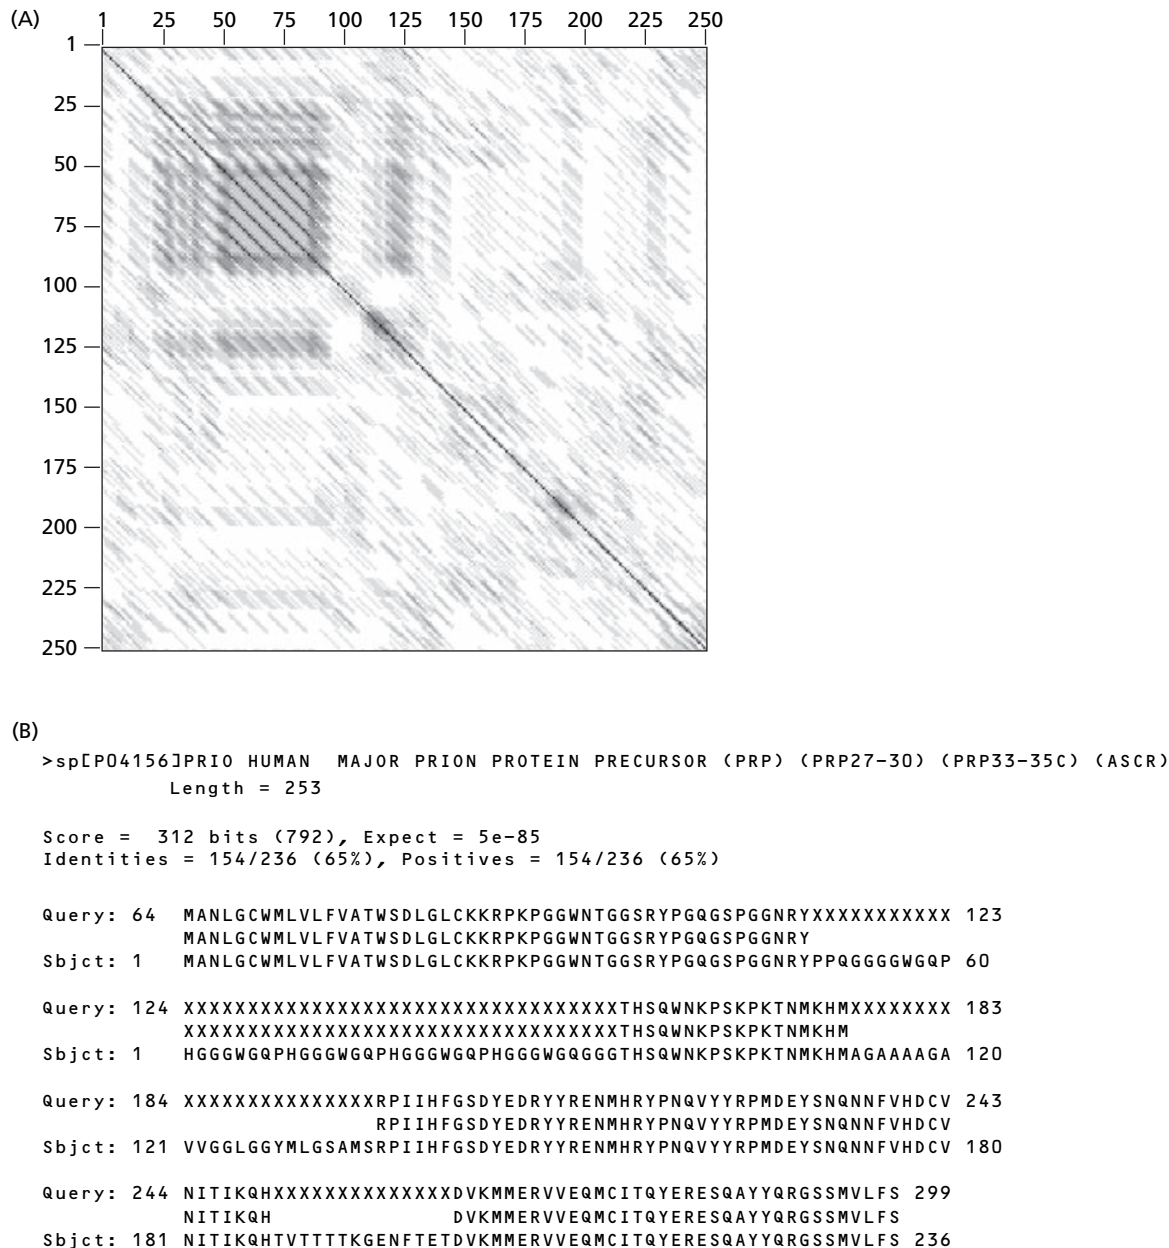 (A)
1 25 50 75 100 125 150 175 200 225 250
1
25
50
75
100
125
150
175
200
225
250
(B)
>sp[P04156]PRIO HUMAN MAJOR PRION PROTEIN PRECURSOR (PRP) (PRP27-30) (PRP33-35C) (ASCR)
Length = 253
Score = 312 bits (792), Expect = 5e-85
Identities = 154/236 (65%), Positives = 154/236 (65%)
Query: 64 MANLGCWMLVLFVATWSDLGLCKKRPKPGGWNTGGSRYPGQGSPGGNRYXXXXXXXXXXX 123
MANLGCWMLVLFVATWSDLGLCKKRPKPGGWNTGGSRYPGQGSPGGNRY
Sbjct: 1 MANLGCWMLVLFVATWSDLGLCKKRPKPGGWNTGGSRYPGQGSPGGNRYPPQGGGGWGQP 60
Query: 124 XXXXXXXXXXXXXXXXXXXXXXXXXXXXXXXXXXTHSQWNKPSKPKTNMKHMXXXXXXXX 183
XXXXXXXXXXXXXXXXXXXXXXXXXXXXXXXXXXTHSQWNKPSKPKTNMKHM
Sbjct: 1 HGGGWGQPHGGGWGQPHGGGWGQPHGGGWGQGGGTHSQWNKPSKPKTNMKHMAGAAAAGA 120
Query: 184 XXXXXXXXXXXXXXXRPIIHFGSDYEDRYYRENMHRYPNQVYYRPMDEYSNQNNFVHDCV 243
RPIIHFGSDYEDRYYRENMHRYPNQVYYRPMDEYSNQNNFVHDCV
Sbjct: 121 VVGGLGGYMLGSAMSRPIIHFGSDYEDRYYRENMHRYPNQVYYRPMDEYSNQNNFVHDCV 180
Query: 244 NITIKQHXXXXXXXXXXXXXXDVKMMERVVEQMCITQYERESQAYYQRGSSMVLFS 299
NITIKQH DVKMMERVVEQMCITQYERESQAYYQRGSSMVLFS
Sbjct: 181 NITIKQHTVTTTTKGENFTETDVKMMERVVEQMCITQYERESQAYYQRGSSMVLFS 236